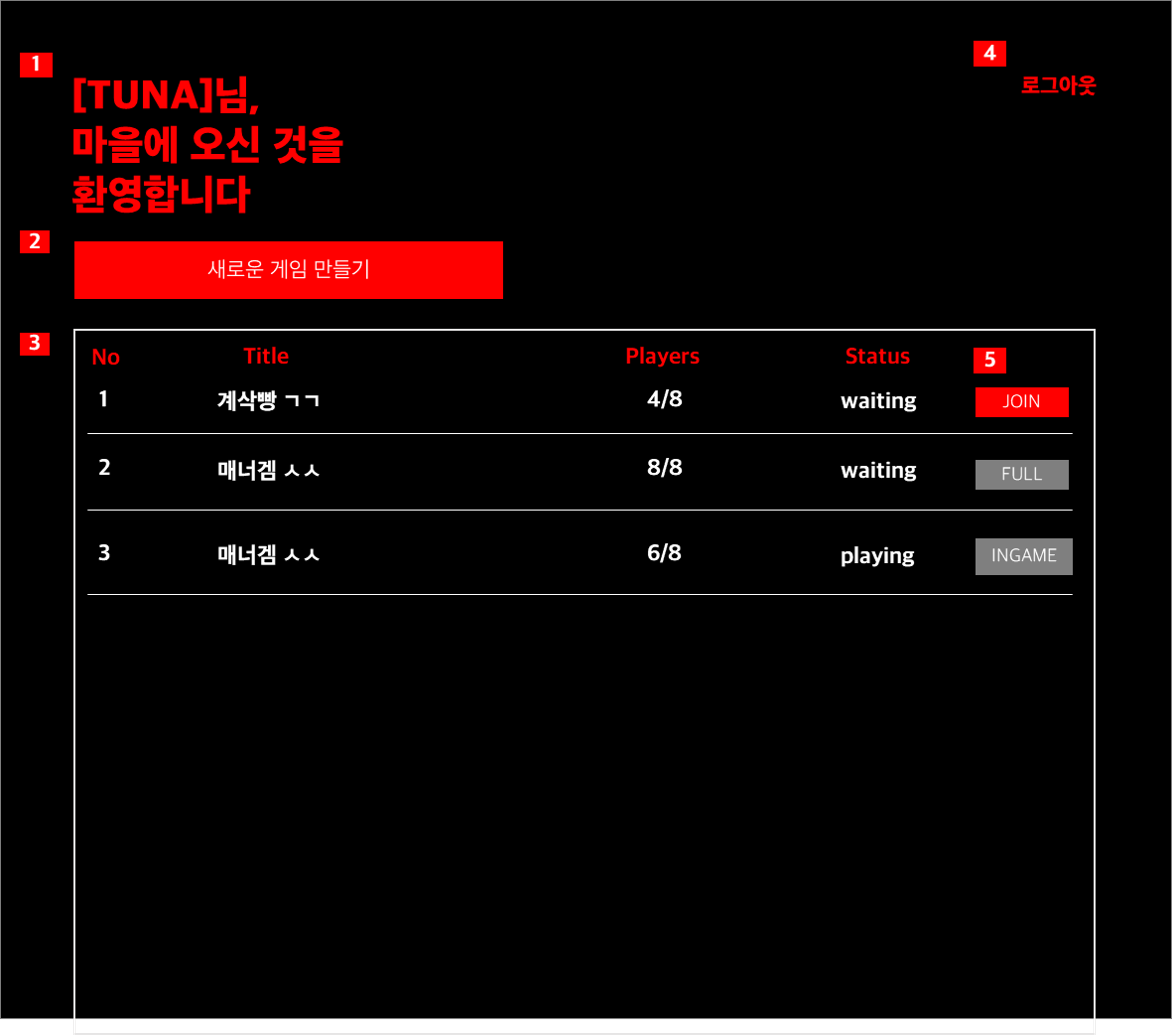 1
[TUNA]님,
마을에 오신 것을
환영합니다
4
로그아웃
2
새로운 게임 만들기
3
No Title Players Status 5
1 계삭빵 ㄱㄱ 4/8 waiting JOIN
2 매너겜 ㅅㅅ 8/8 waiting FULL
3 매너겜 ㅅㅅ 6/8 playing INGAME